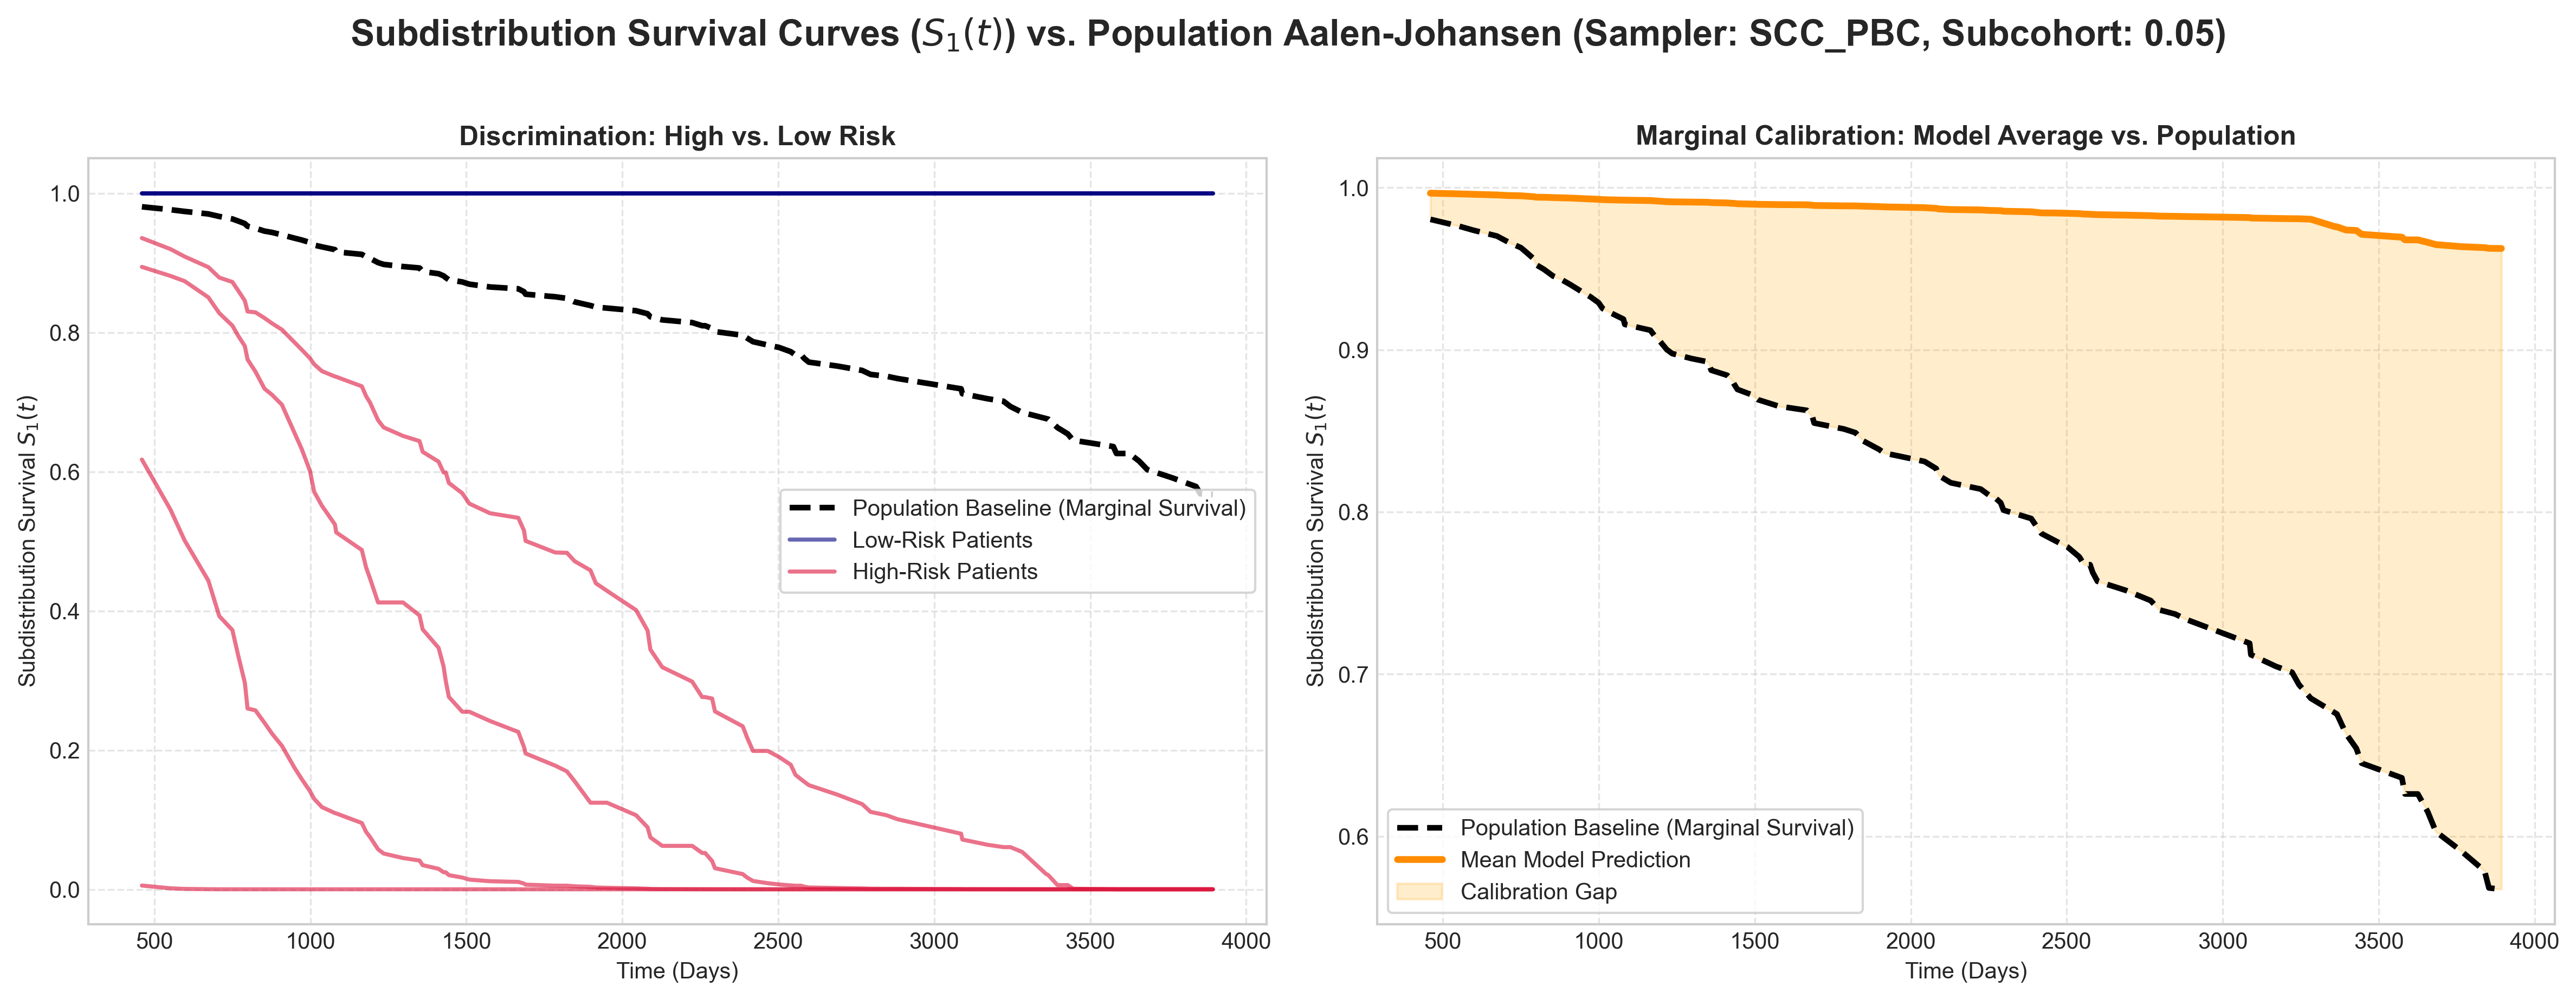 Subdistribution Survival Curves (S₁(t)) vs. Population Aalen-Johansen (Sampler: SCC_PBC, Subcohort: 0.05)
Discrimination: High vs. Low Risk
Subdistribution Survival S₁(t)
1.0
0.8
0.6
0.4
0.2
0.0
Population Baseline (Marginal Survival)
Low-Risk Patients
High-Risk Patients
500 1000 1500 2000 2500 3000 3500 4000
Time (Days)
Marginal Calibration: Model Average vs. Population
Subdistribution Survival S₁(t)
1.0
0.9
0.8
0.7
0.6
Population Baseline (Marginal Survival)
Mean Model Prediction
Calibration Gap
500 1000 1500 2000 2500 3000 3500 4000
Time (Days)